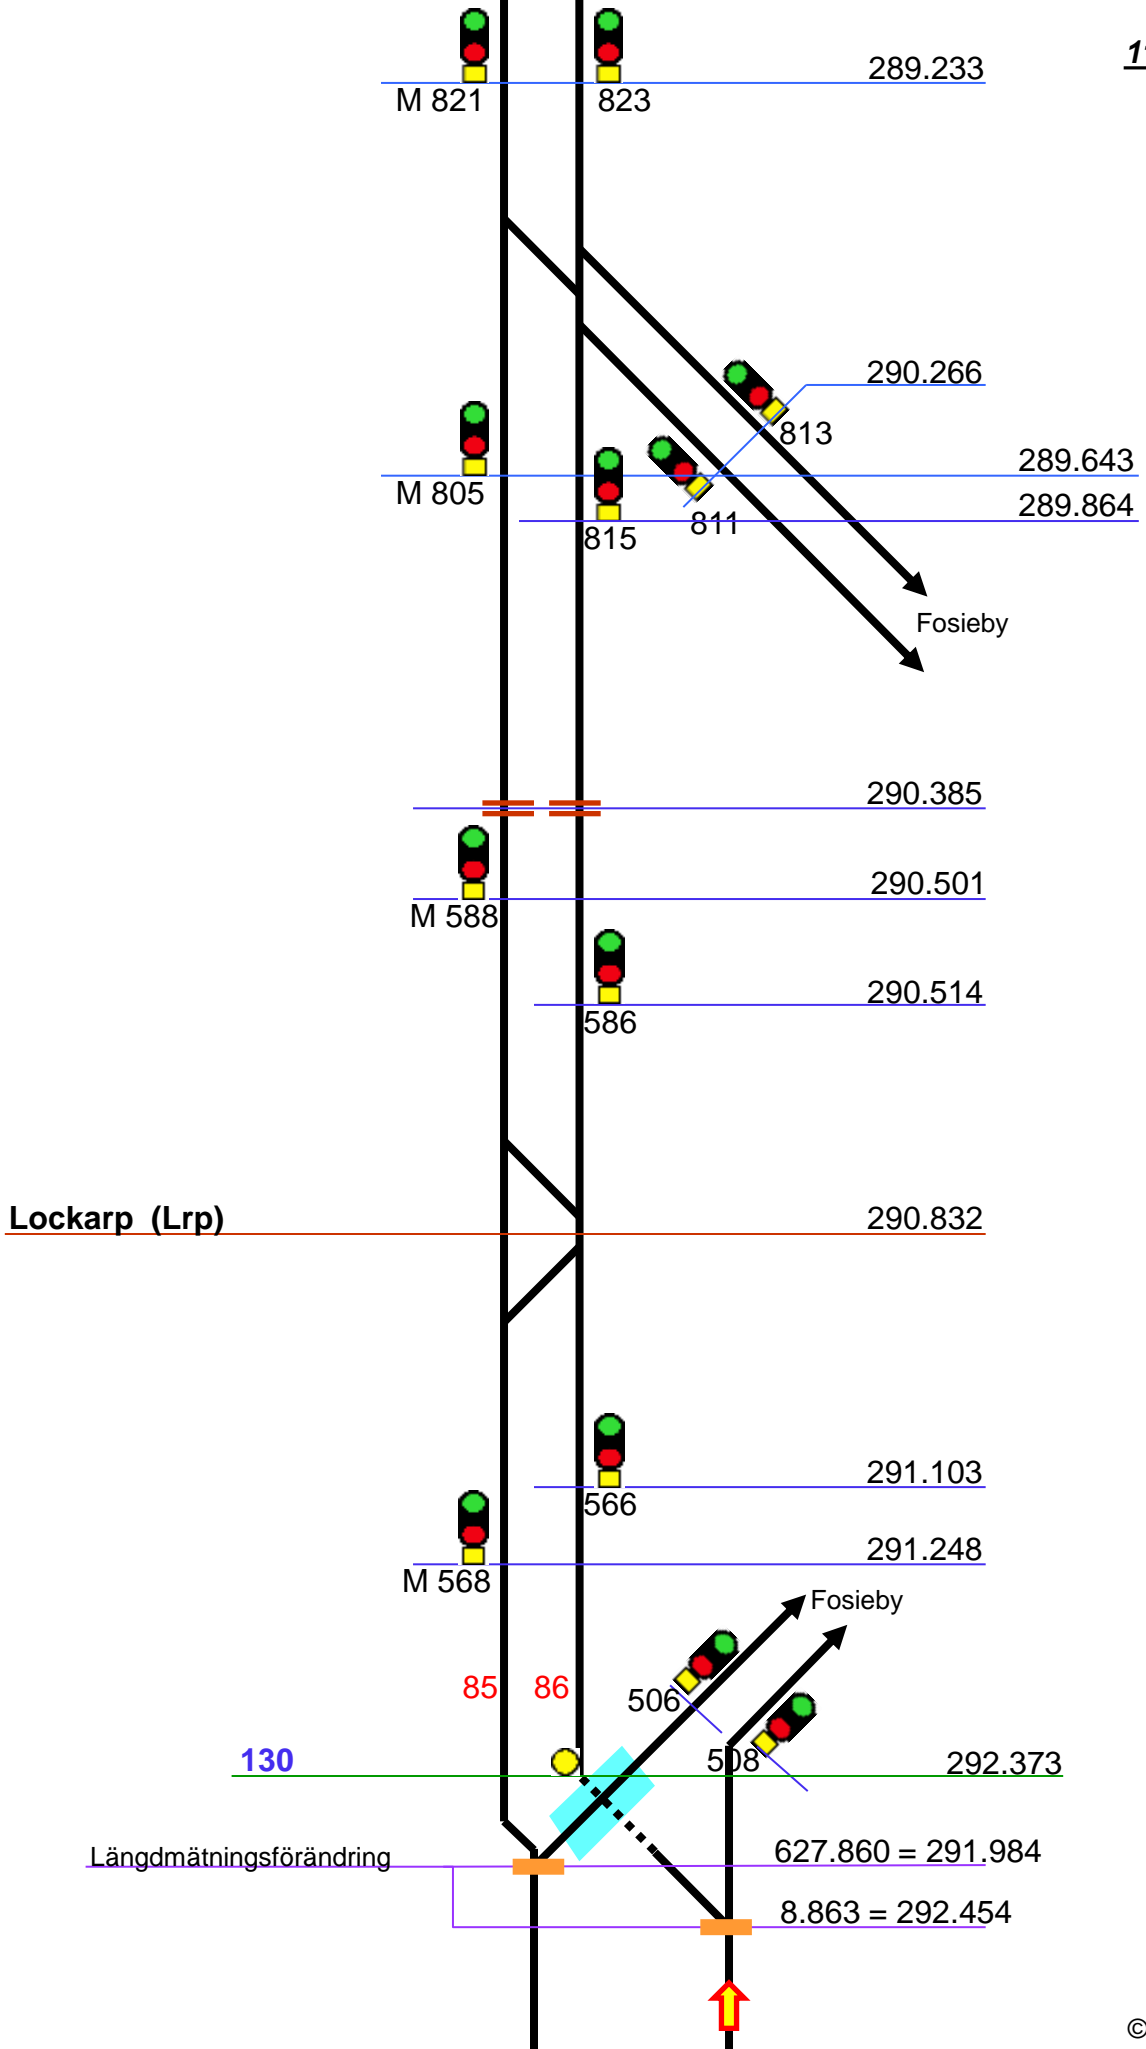 289.233
M 821
823
290.266
813
289.643
M 805
289.864
811
815
Fosieby
290.385
290.501
M 588
290.514
586
Lockarp (Lrp)
290.832
291.103
566
291.248
M 568
Fosieby
85
86
506
508
130
292.373
Längdmätningsförändring
627.860 = 291.984
8.863 = 292.454
©